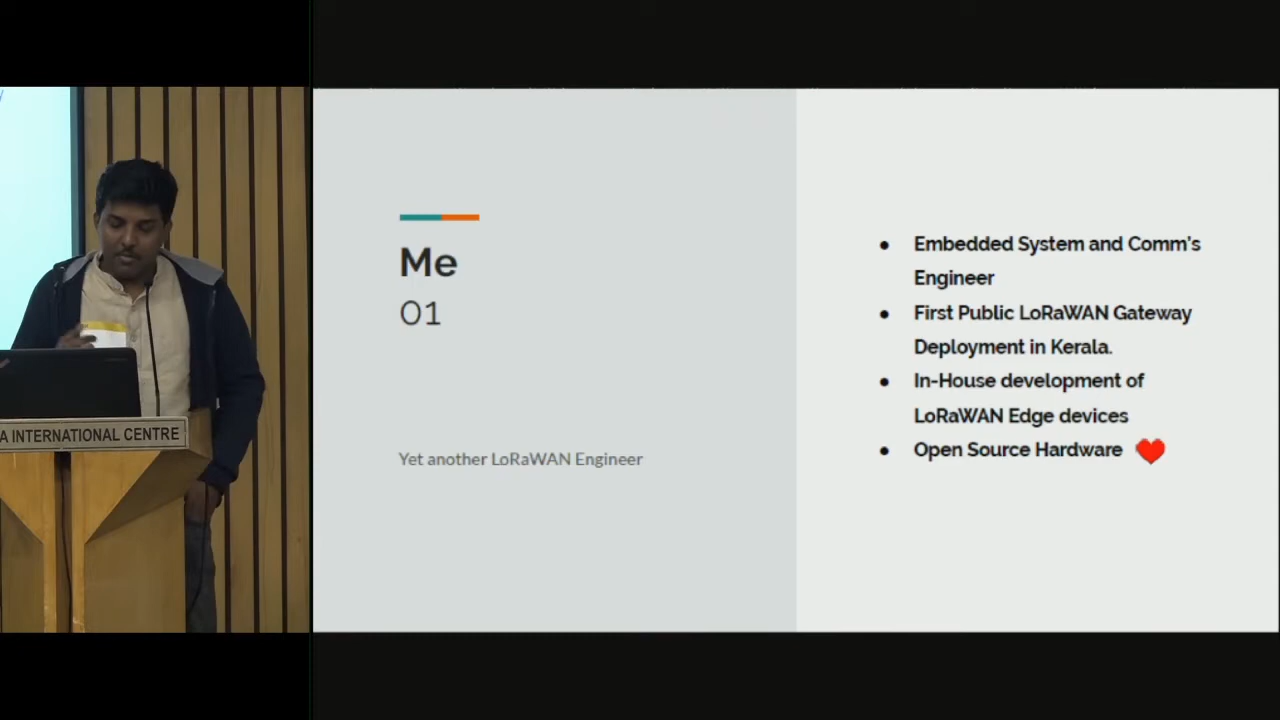 A INTERNATIONAL CENTRE
Me
01
Yet another LoRaWAN Engineer
● Embedded System and Comm's
Engineer
● First Public LoRaWAN Gateway
Deployment in Kerala.
● In-House development of
LoRaWAN Edge devices
● Open Source Hardware ❤